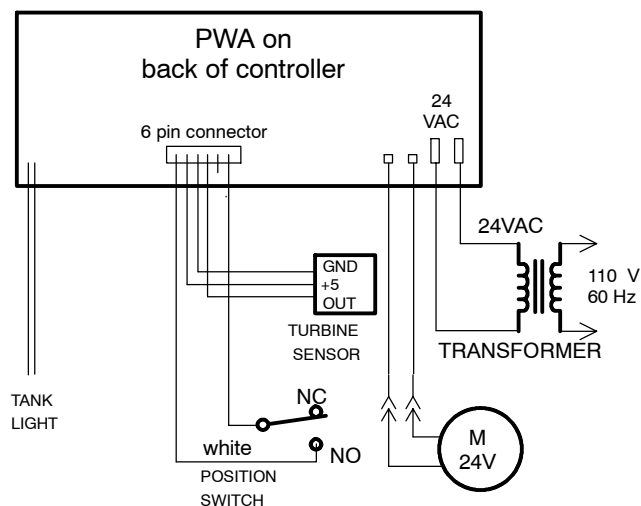 PWA on
back of controller
24
VAC
6 pin connector
24VAC
GND
+5
OUT
110 V
60 Hz
TURBINE
SENSOR
TRANSFORMER
TANK
LIGHT
NC
white
NO
POSITION
SWITCH
M
24V